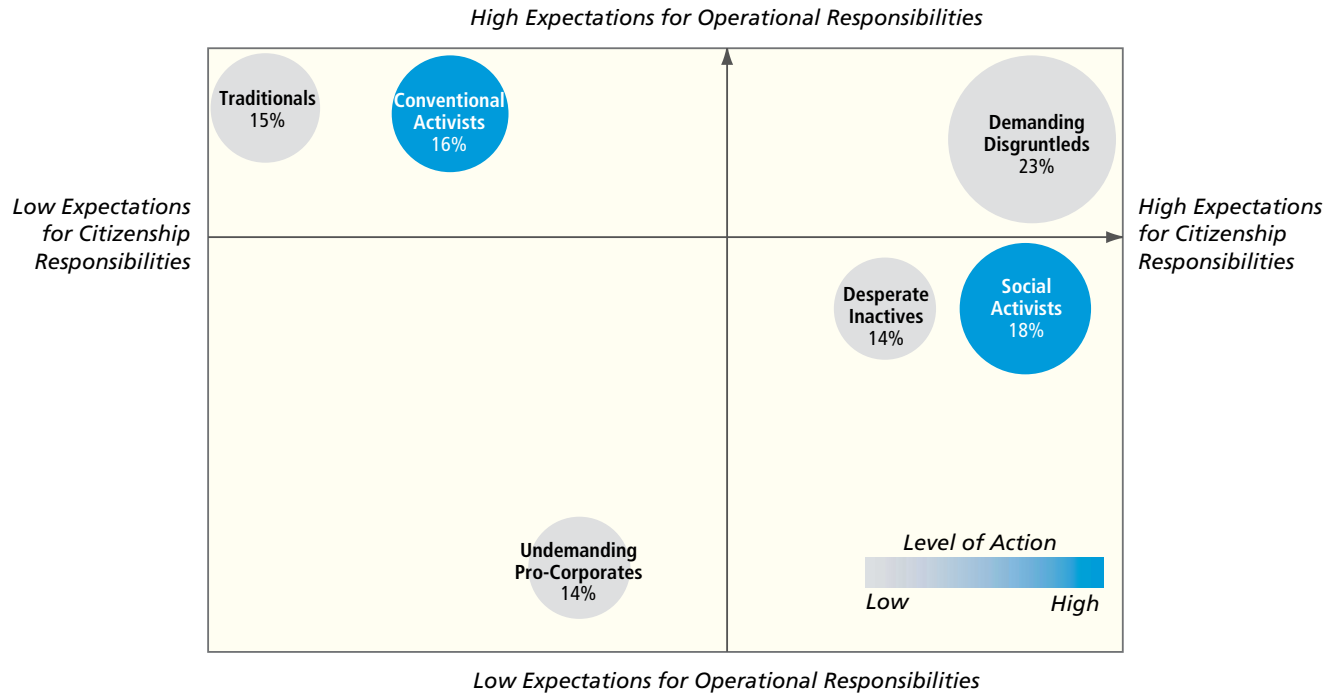 High Expectations for Operational Responsibilities
Traditionals
15%
Conventional
Activists
16%
Demanding
Disgruntleds
23%
Low Expectations
for Citizenship
Responsibilities
High Expectations
for Citizenship
Responsibilities
Desperate
Inactives
14%
Social
Activists
18%
Undemanding
Pro-Corporates
14%
Level of Action
Low
High
Low Expectations for Operational Responsibilities